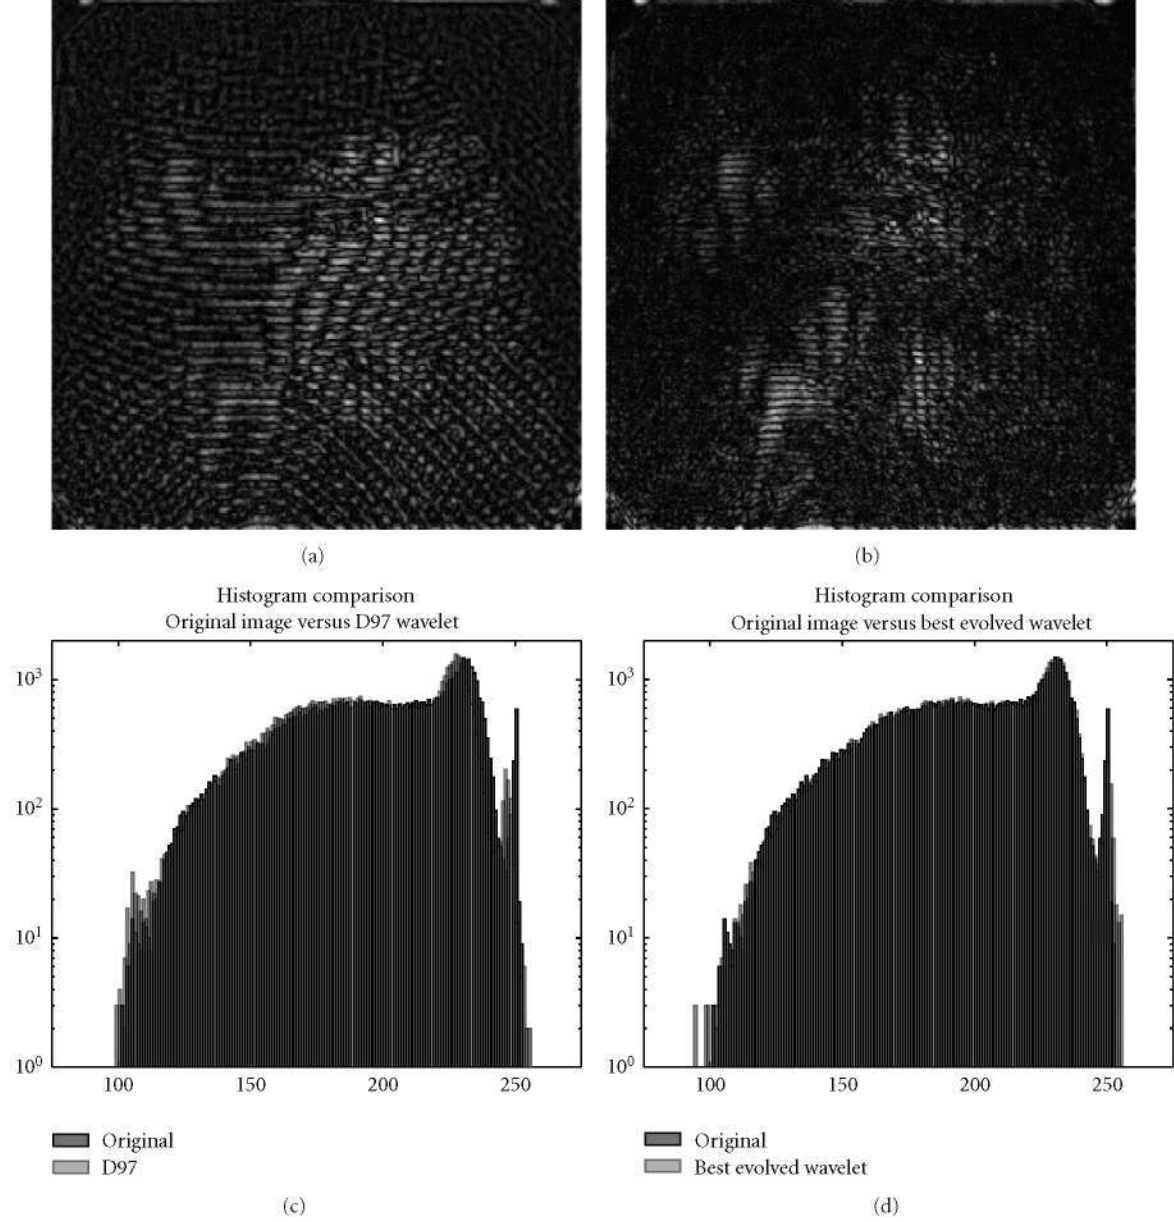 (a)
(b)
Histogram comparison
Original image versus D97 wavelet
10³
10²
10¹
10⁰
100 150 200 250
Original
D97
(c)
Histogram comparison
Original image versus best evolved wavelet
10³
10²
10¹
10⁰
100 150 200 250
Original
Best evolved wavelet
(d)